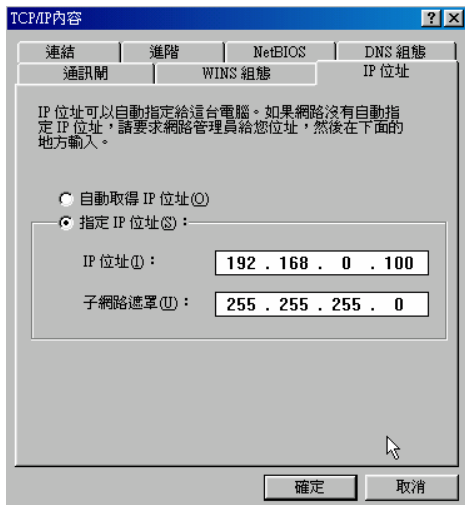 TCP/IP內容
連結 進階 NetBIOS DNS 組態
通訊閘 WINS 組態 IP 位址
IP 位址可以自動指定給這台電腦。如果網路沒有自動指
定 IP 位址，請要求網路管理員給您位址，然後在下面的
地方輸入。
自動取得 IP 位址(O)
指定 IP 位址(S)：
IP 位址(I)： 192 . 168 . 0 . 100
子網路遮罩(U)： 255 . 255 . 255 . 0
確定 取消